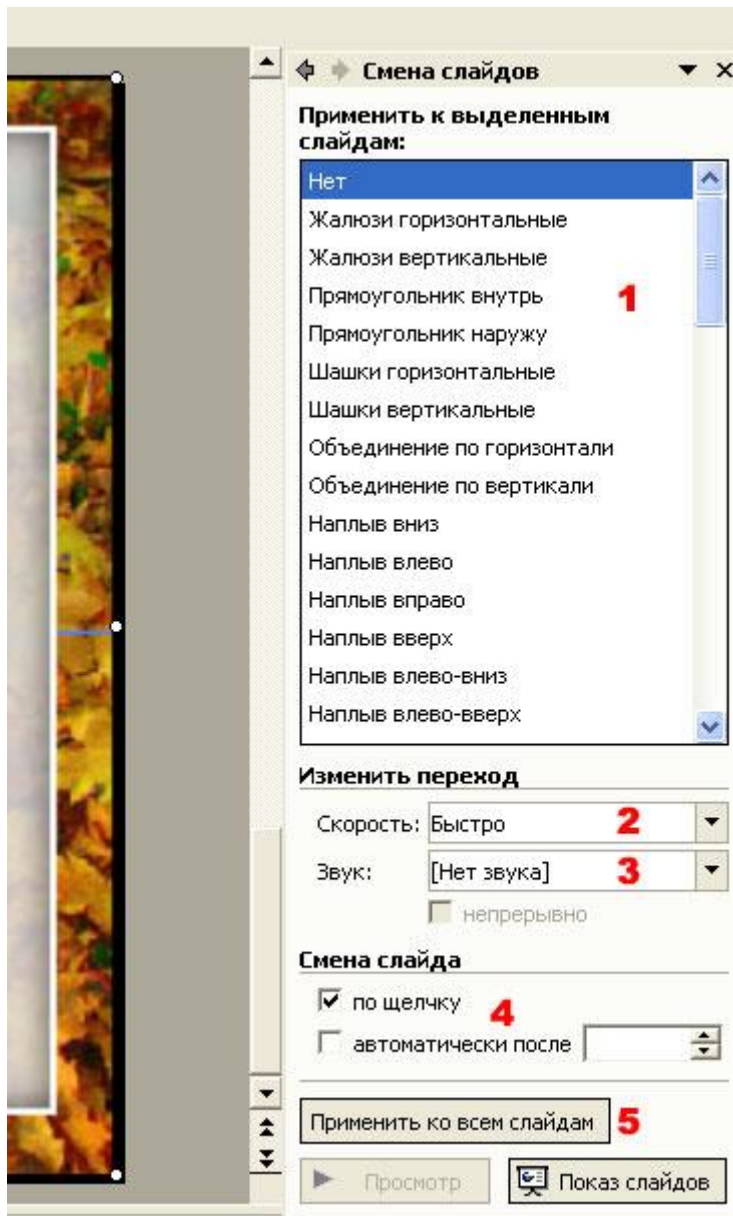 Смена слайдов
Применить к выделенным
слайдам:
Нет
Жалюзи горизонтальные
Жалюзи вертикальные
Прямоугольник внутрь 1
Прямоугольник наружу
Шашки горизонтальные
Шашки вертикальные
Объединение по горизонтали
Объединение по вертикали
Наплыв вниз
Наплыв влево
Наплыв вправо
Наплыв вверх
Наплыв влево-вниз
Наплыв влево-вверх
Изменить переход
Скорость: Быстро 2
Звук: [Нет звука] 3
непрерывно
Смена слайда
по щелчку 4
автоматически после
Применить ко всем слайдам 5
Просмотр Показ слайдов